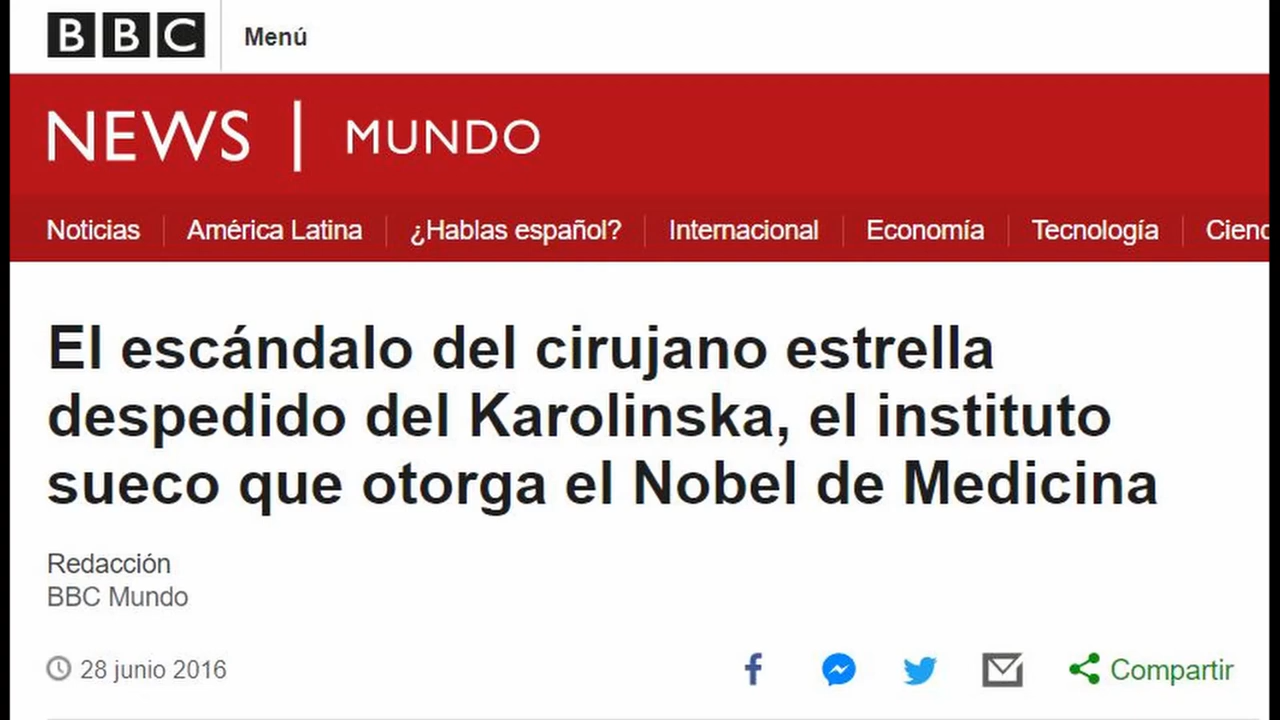 BBC Menú
NEWS | MUNDO
Noticias América Latina ¿Hablas español? Internacional Economía Tecnología Cienc
El escándalo del cirujano estrella
despedido del Karolinska, el instituto
sueco que otorga el Nobel de Medicina
Redacción
BBC Mundo
28 junio 2016 Compartir